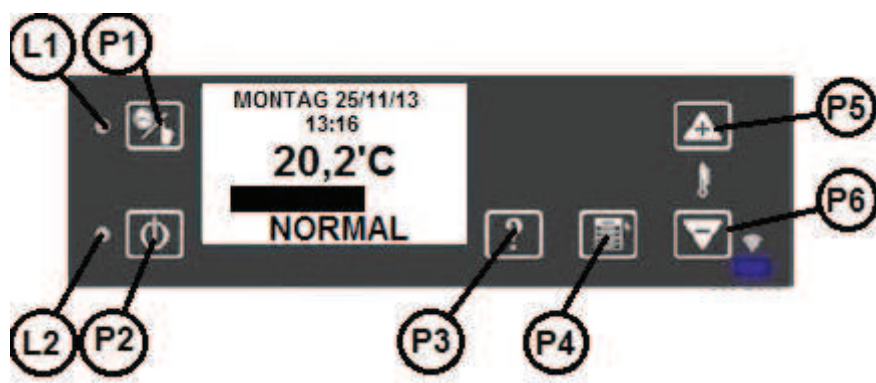 L1
P1
MONTAG 25/11/13
13:16
20,2'C
NORMAL
?
+
-
P5
P6
L2
P2
P3
P4